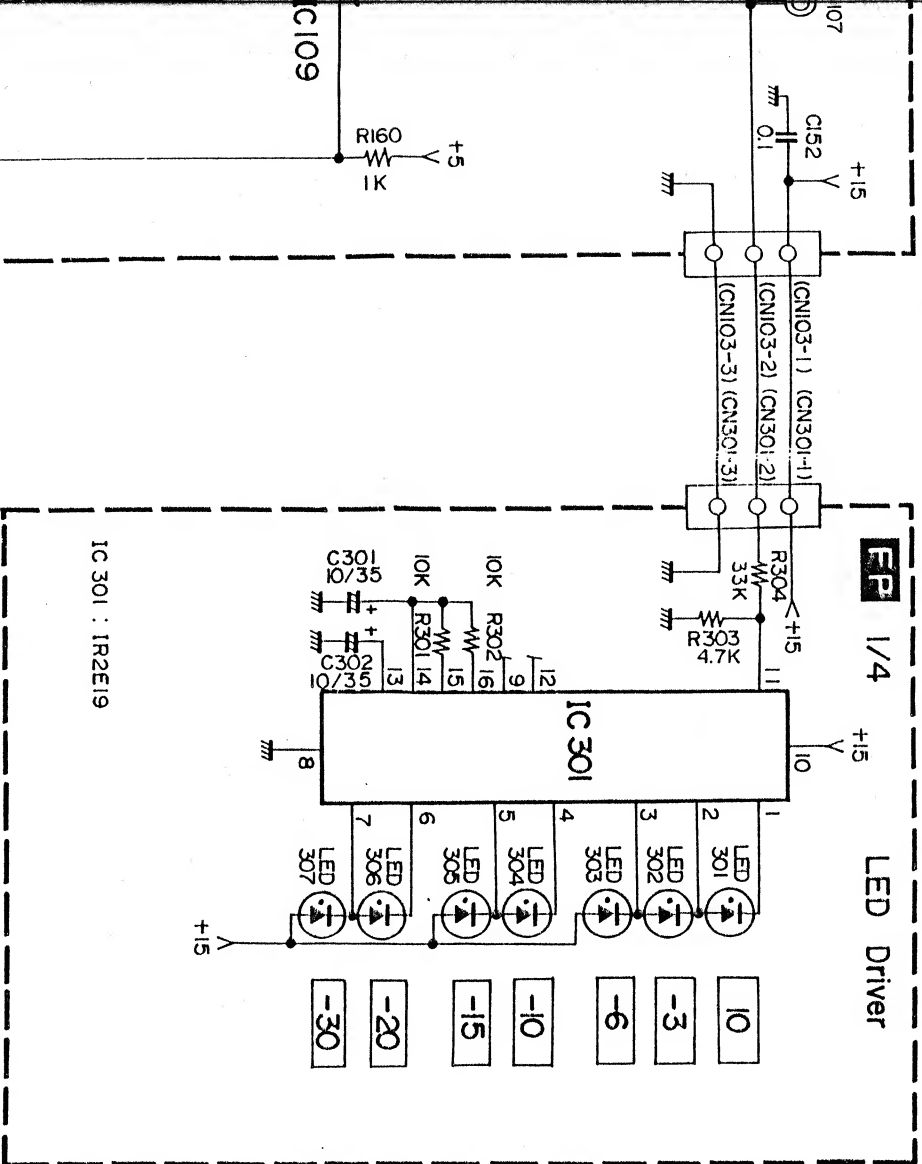 107
C152
0.1
+15
IC109
R160
1K
+5
(CN103-1) (CN301-1)
(CN103-2) (CN301-2)
(CN103-3) (CN301-3)
FP 1/4 LED Driver
R304
33K
+15
R303
4.7K
+15
10K
R302
10K
R301
C301
10/35
C302
10/35
13
14
15
16
9
12
11
10
IC 301
8
1
2
3
4
5
6
7
LED
301
LED
302
LED
303
LED
304
LED
305
LED
306
LED
307
+15
10
-3
-6
-10
-15
-20
-30
IC 301 : IR2E19